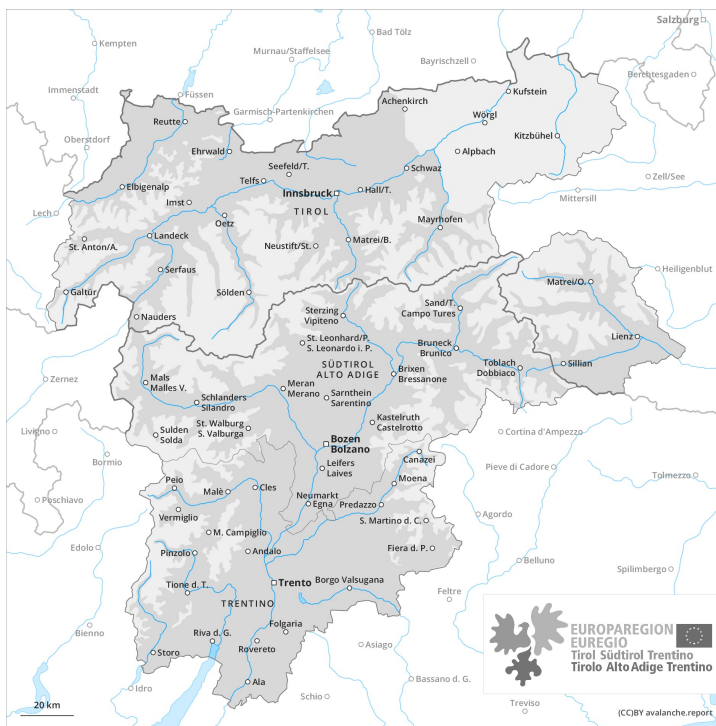 Salzburg
Kempten
Bad Tölz
Murnau/Staffelsee
Bayrischzell
Berchtesgaden
Immenstadt
Füssen
Kufstein
Achenkirch
Garmisch-Partenkirchen
Wörgl
Reutte
Kitzbühel
Oberstdorf
Ehrwald
Alpbach
Seefeld/T.
Schwaz
Telfs
Zell/See
Elbigenalp
Innsbruck
Hall/T.
Mittersill
Imst
TIROL
Lech
Oetz
Mayrhofen
Landeck
St. Anton/A.
Neustift/St.
Matrei/B.
Serfaus
Heiligenblut
Matrei/O.
Galtür
Sölden
Nauders
Sand/T.
Campo Tures
Sterzing
Vipiteno
Lienz
St. Leonhard/P.
S. Leonardo i. P.
Bruneck
Brunico
SÜDTIROL
ALTO ADIGE
Toblach
Dobbiaco
Sillian
Brixen
Bressanone
Zernez
Mals
Malles V.
Meran
Merano
Sarnthein
Sarentino
Schlanders
Silandro
St. Walburg
S. Valburga
Kastelruth
Castelrotto
Livigno
Sulden
Solda
Cortina d'Ampezzo
Bozen
Bolzano
Bormio
Canazei
Leifers
Laives
Pieve di Cadore
Tolmezzo
Peio
Malè
Cles
Moena
Poschiavo
Neumarkt
Egna
Predazzo
Vermiglio
Agordo
S. Martino d. C.
M. Campiglio
Edolo
Pinzolo
Andalo
Fiera d. P.
Belluno
Spilimbergo
Trento
Borgo Valsugana
Tione d. T.
Feltre
TRENTINO
Folgaria
Bienno
Riva d. G.
Rovereto
Asiago
Storo
Bassano d. G.
Idro
Ala
Schio
Treviso
EUROPAREGION
EUREGIO
Tirol Südtirol Trentino
Tirolo Alto Adige Trentino
20 km
(CC)BY avalanche.report